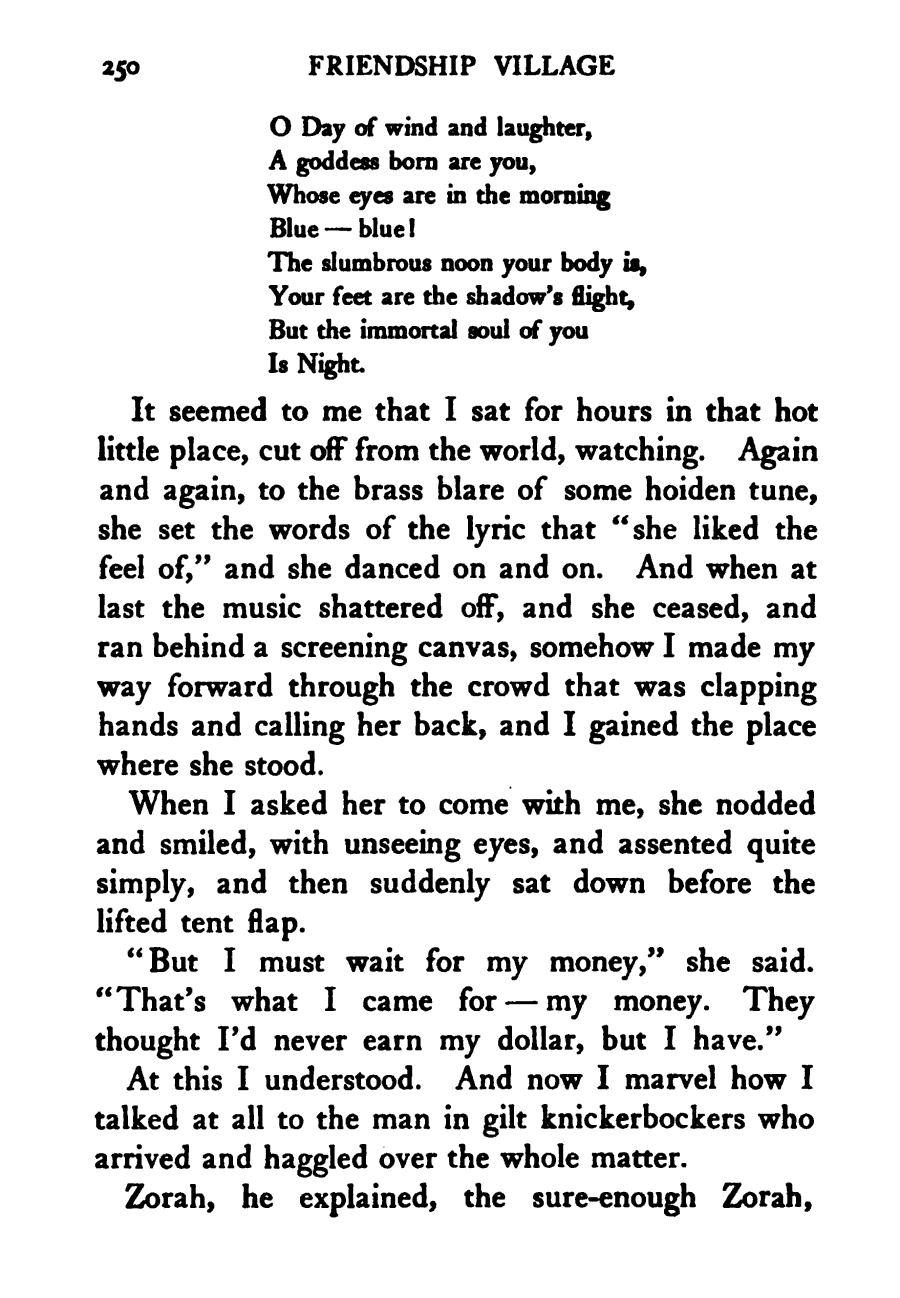 250 FRIENDSHIP VILLAGE
O Day of wind and laughter,
A goddess born are you,
Whose eyes are in the morning
Blue — blue!
The slumbrous noon your body is,
Your feet are the shadow's flight,
But the immortal soul of you
Is Night.
It seemed to me that I sat for hours in that hot
little place, cut off from the world, watching. Again
and again, to the brass blare of some hoiden tune,
she set the words of the lyric that “she liked the
feel of,” and she danced on and on. And when at
last the music shattered off, and she ceased, and
ran behind a screening canvas, somehow I made my
way forward through the crowd that was clapping
hands and calling her back, and I gained the place
where she stood.
When I asked her to come with me, she nodded
and smiled, with unseeing eyes, and assented quite
simply, and then suddenly sat down before the
lifted tent flap.
“But I must wait for my money,” she said.
“That's what I came for — my money. They
thought I'd never earn my dollar, but I have.”
At this I understood. And now I marvel how I
talked at all to the man in gilt knickerbockers who
arrived and haggled over the whole matter.
Zorah, he explained, the sure-enough Zorah,